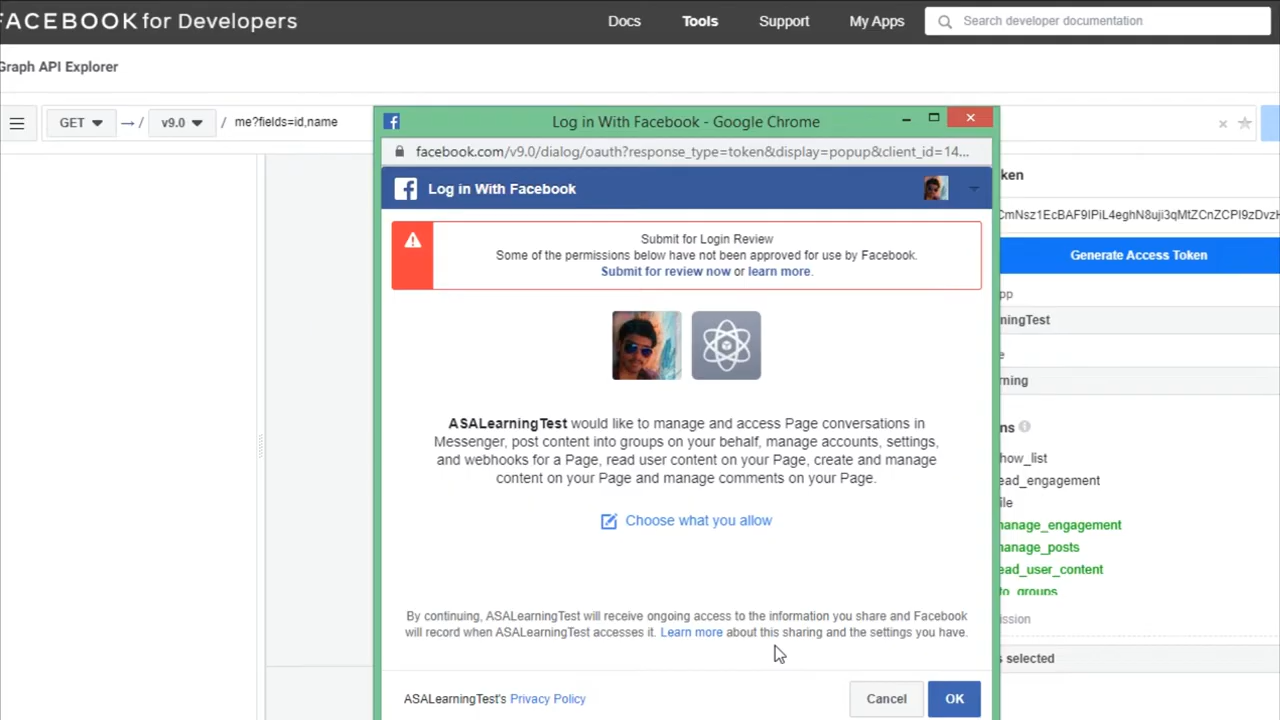 FACEBOOK for Developers
Docs
Tools
Support
My Apps
Search developer documentation
Graph API Explorer
GET
→ /
v9.0
/ me?fields=id,name
Log in With Facebook - Google Chrome
facebook.com/v9.0/dialog/oauth?response_type=token&display=popup&client_id=14...
Log in With Facebook
Submit for Login Review
Some of the permissions below have not been approved for use by Facebook.
Submit for review now or learn more.
ASALearningTest would like to manage and access Page conversations in
Messenger, post content into groups on your behalf, manage accounts, settings,
and webhooks for a Page, read user content on your Page, create and manage
content on your Page and manage comments on your Page.
Choose what you allow
By continuing, ASALearningTest will receive ongoing access to the information you share and Facebook
will record when ASALearningTest accesses it. Learn more about this sharing and the settings you have.
ASALearningTest's Privacy Policy
Cancel
OK
ken
Generate Access Token
pp
ningTest
e
rning
ns
how_list
ead_engagement
ile
manage_engagement
manage_posts
ead_user_content
to_groups
ission
s selected